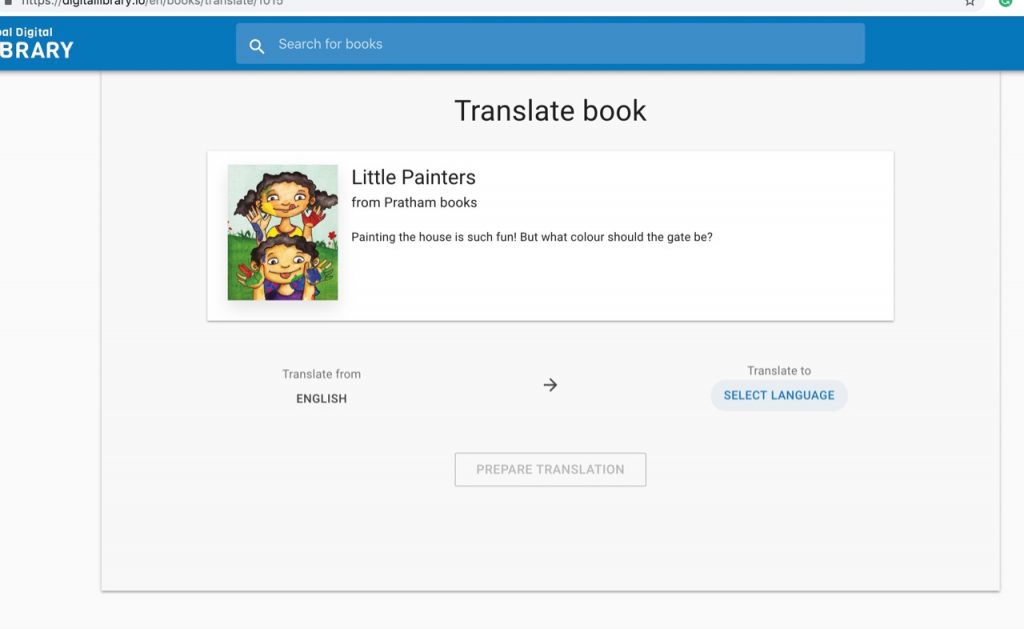 https://digitallibrary.io/en/books/translate/1015
bal Digital
BRARY
Search for books
Translate book
Little Painters
from Pratham books
Painting the house is such fun! But what colour should the gate be?
Translate from
Translate to
ENGLISH
SELECT LANGUAGE
PREPARE TRANSLATION